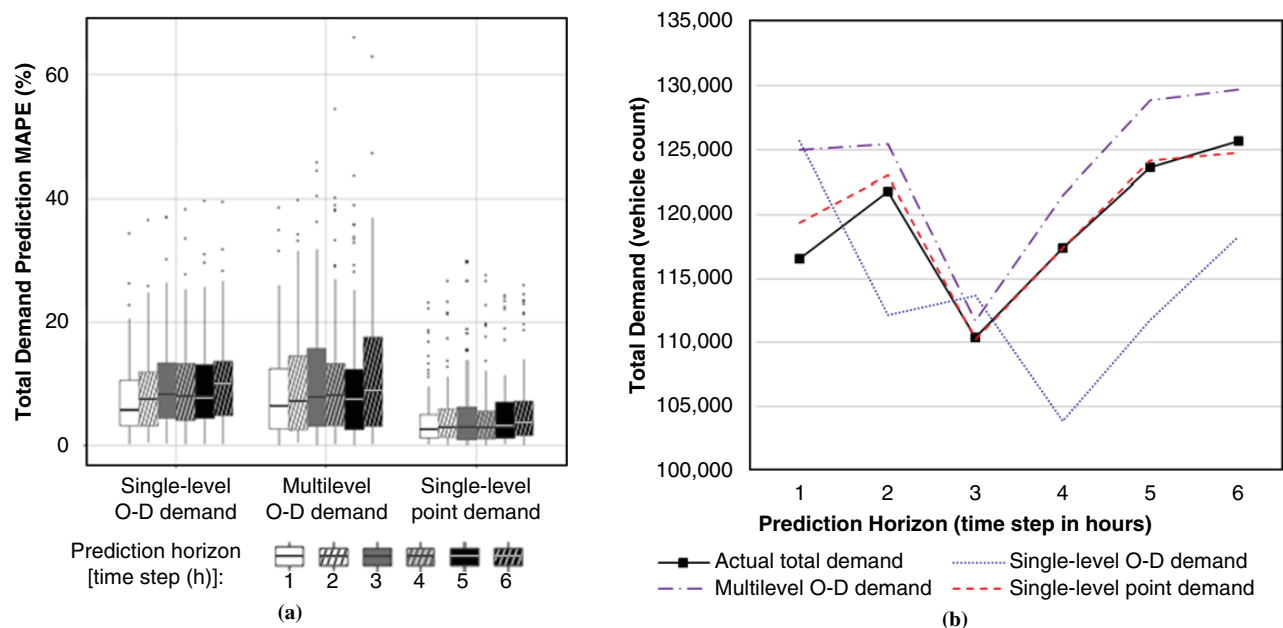 Total Demand Prediction MAPE (%)
60
40
20
0
Single-level
O-D demand
Multilevel
O-D demand
Single-level
point demand
Prediction horizon
[time step (h)]:
1 2 3 4 5 6
(a)
Total Demand (vehicle count)
135,000
130,000
125,000
120,000
115,000
110,000
105,000
100,000
1 2 3 4 5 6
Prediction Horizon (time step in hours)
Actual total demand
Single-level O-D demand
Multilevel O-D demand
Single-level point demand
(b)